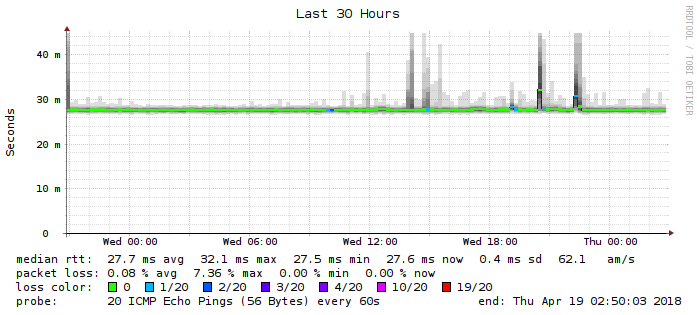 Last 30 Hours
RRDTOOL / TOBI OETIKER
Seconds
40 m
30 m
20 m
10 m
0
Wed 00:00 Wed 06:00 Wed 12:00 Wed 18:00 Thu 00:00
median rtt: 27.7 ms avg 32.1 ms max 27.5 ms min 27.6 ms now 0.4 ms sd 62.1 am/s
packet loss: 0.08 % avg 7.36 % max 0.00 % min 0.00 % now
loss color: 0 1/20 2/20 3/20 4/20 10/20 19/20
probe: 20 ICMP Echo Pings (56 Bytes) every 60s end: Thu Apr 19 02:50:03 2018